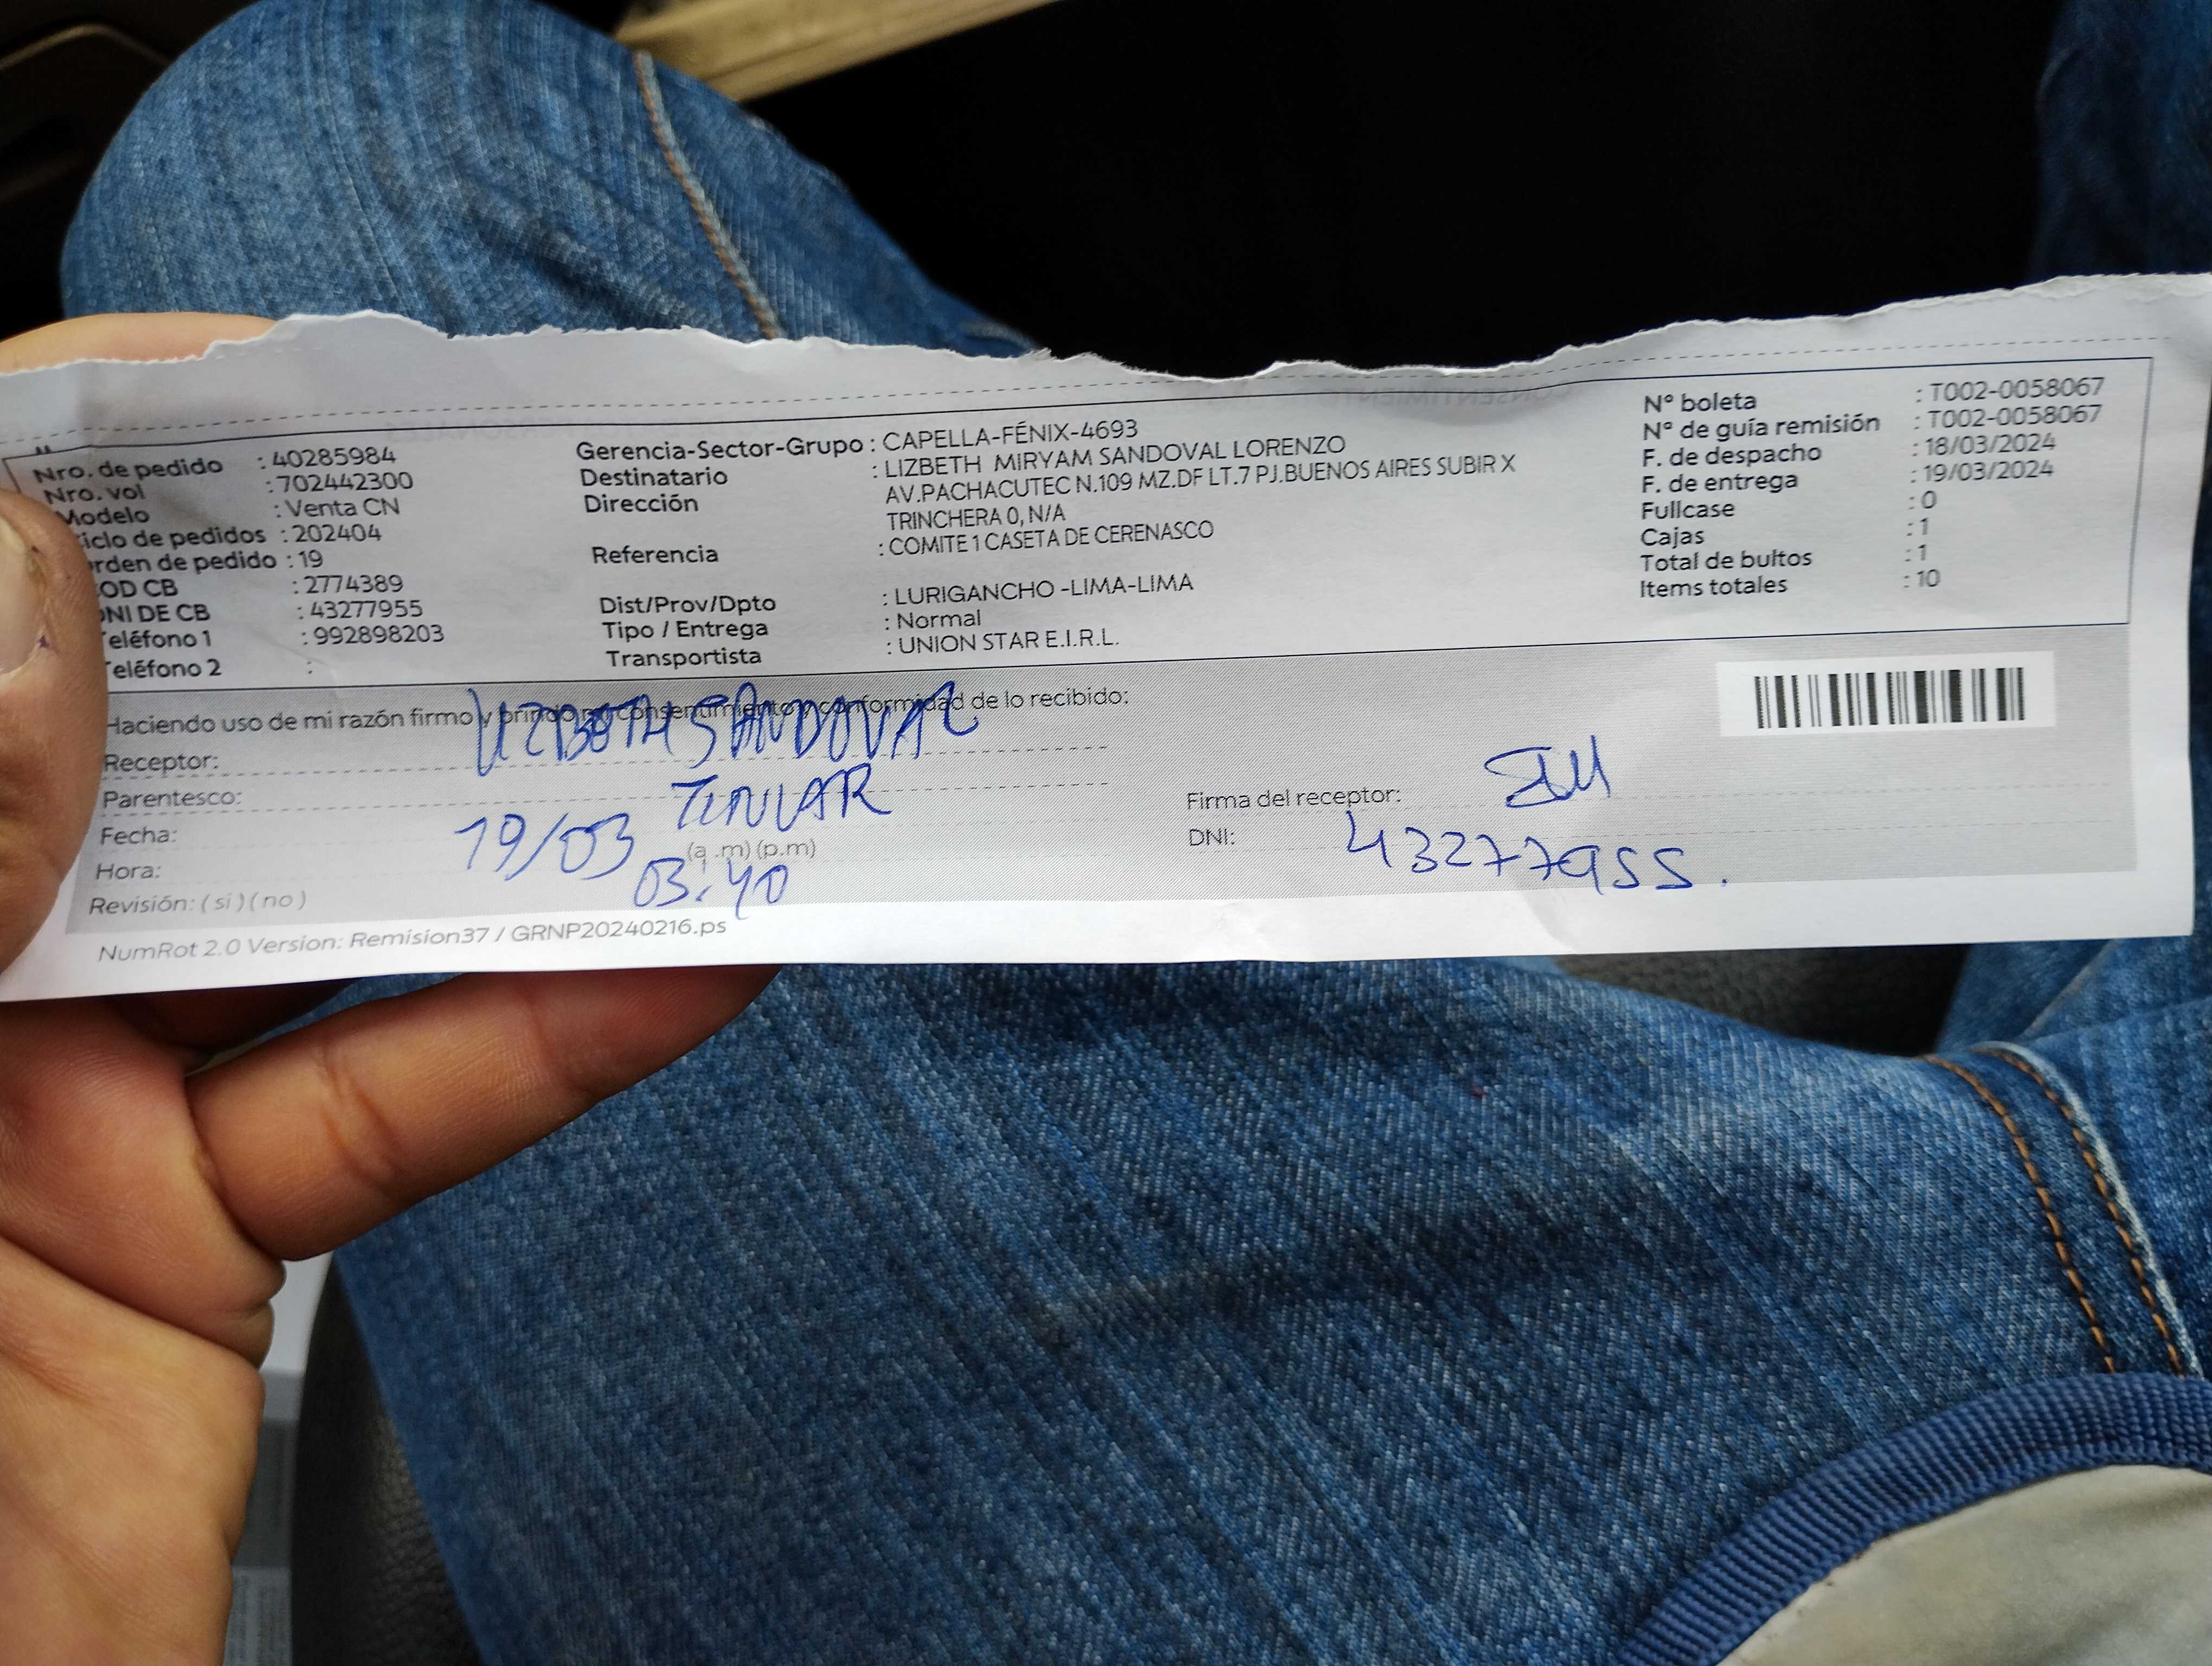 Nro. de pedido : 40285984
Nro. vol : 702442300
Modelo : Venta CN
iclo de pedidos : 202404
rden de pedido : 19
OD CB : 2774389
NI DE CB : 43277955
eléfono 1 : 992898203
eléfono 2 :
Gerencia-Sector-Grupo : CAPELLA-FÉNIX-4693
Destinatario : LIZBETH MIRYAM SANDOVAL LORENZO
Dirección AV.PACHACUTEC N.109 MZ.DF LT.7 PJ.BUENOS AIRES SUBIR X
TRINCHERA 0, N/A
Referencia : COMITE 1 CASETA DE CERENASCO
Dist/Prov/Dpto : LURIGANCHO -LIMA-LIMA
Tipo / Entrega : Normal
Transportista : UNION STAR E.I.R.L.
N° boleta : T002-0058067
N° de guía remisión : T002-0058067
F. de despacho : 18/03/2024
F. de entrega : 19/03/2024
Fullcase : 0
Cajas : 1
Total de bultos : 1
Items totales : 10
Haciendo uso de mi razón firmo y brindo mi consentimiento y conformidad de lo recibido:
Receptor: LIZBETH SANDOVAL
Parentesco:
Fecha: 19/03
Hora: (a .m) (p.m) 03:40
Revisión: ( si ) ( no )
Firma del receptor:
DNI: 43277955.
NumRot 2.0 Version: Remision37 / GRNP20240216.ps